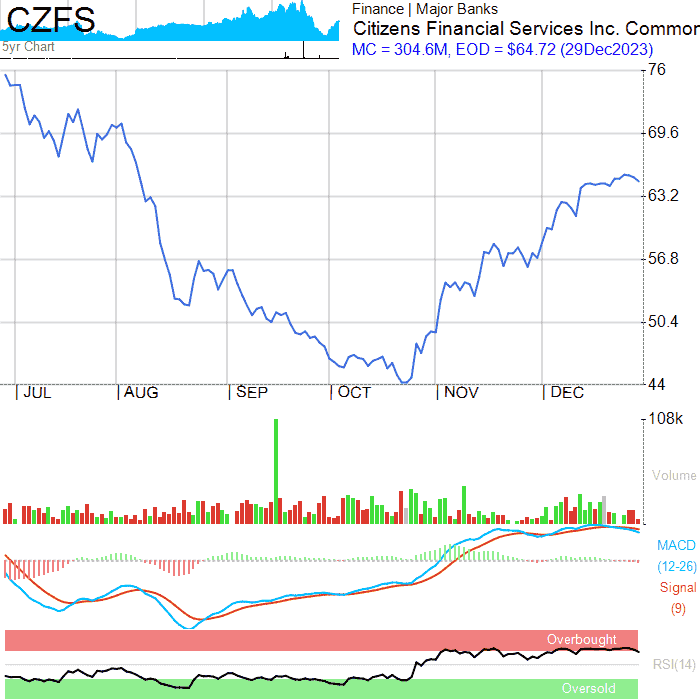 CZFS
5yr Chart
Finance | Major Banks
Citizens Financial Services Inc. Common
MC = 304.6M, EOD = $64.72 (29Dec2023)
76
69.6
63.2
56.8
50.4
44
JUL AUG SEP OCT NOV DEC
108k
Volume
MACD
(12-26)
Signal
(9)
Overbought
RSI(14)
Oversold